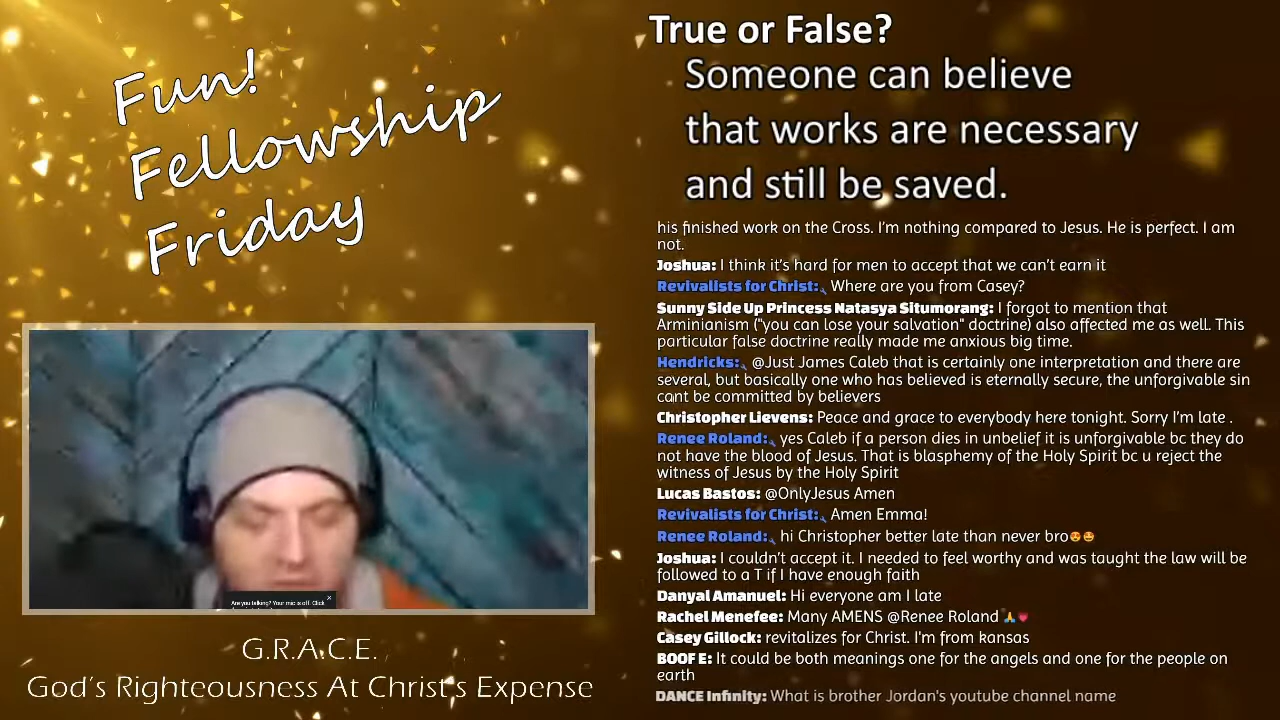 Fun!
Fellowship
Friday
Are you talking? Your mic is off. Click
G.R.A.C.E.
God's Righteousness At Christ's Expense
True or False?
Someone can believe
that works are necessary
and still be saved.
his finished work on the Cross. I'm nothing compared to Jesus. He is perfect. I am
not.
Joshua: I think it's hard for men to accept that we can't earn it
Revivalists for Christ: Where are you from Casey?
Sunny Side Up Princess Natasya Situmorang: I forgot to mention that
Arminianism ("you can lose your salvation" doctrine) also affected me as well. This
particular false doctrine really made me anxious big time.
Hendricks: @Just James Caleb that is certainly one interpretation and there are
several, but basically one who has believed is eternally secure, the unforgivable sin
cant be committed by believers
Christopher Lievens: Peace and grace to everybody here tonight. Sorry I'm late .
Renee Roland: yes Caleb if a person dies in unbelief it is unforgivable bc they do
not have the blood of Jesus. That is blasphemy of the Holy Spirit bc u reject the
witness of Jesus by the Holy Spirit
Lucas Bastos: @OnlyJesus Amen
Revivalists for Christ: Amen Emma!
Renee Roland: hi Christopher better late than never bro😍🤩
Joshua: I couldn't accept it. I needed to feel worthy and was taught the law will be
followed to a T if I have enough faith
Danyal Amanuel: Hi everyone am I late
Rachel Menefee: Many AMENS @Renee Roland 🙏💗
Casey Gillock: revitalizes for Christ. I'm from kansas
BOOF E: It could be both meanings one for the angels and one for the people on
earth
DANCE Infinity: What is brother Jordan's youtube channel name